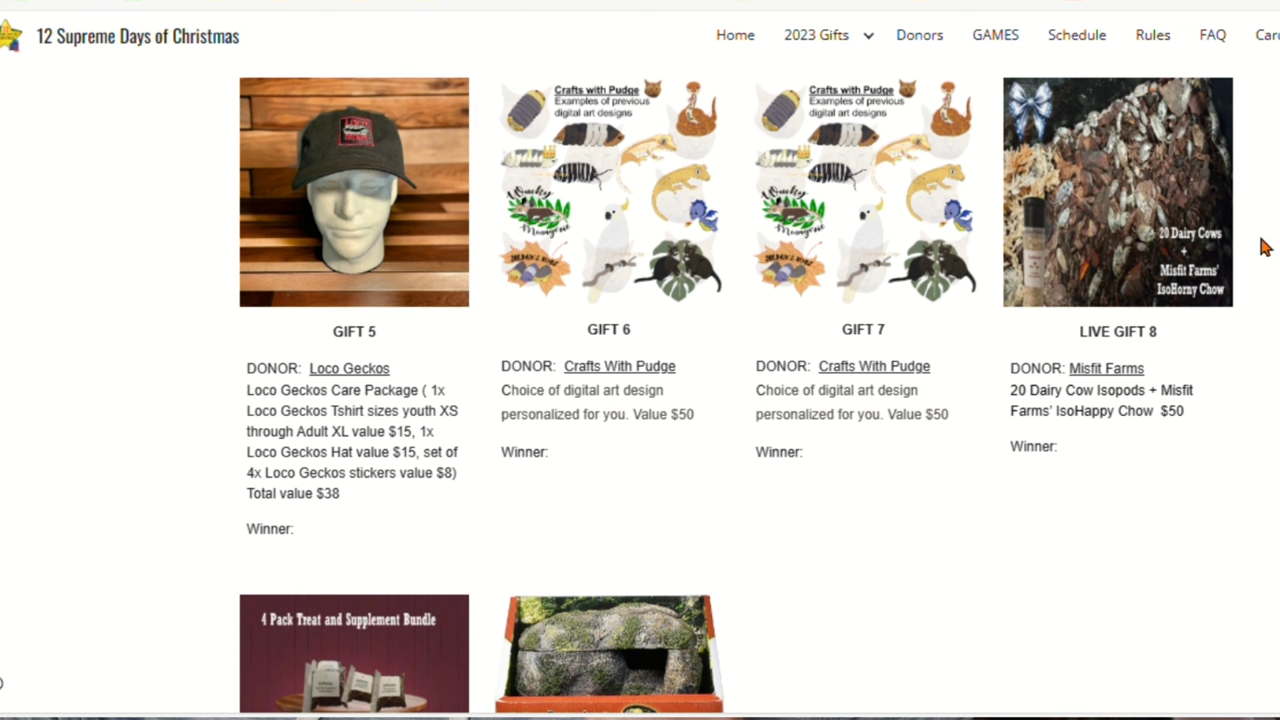 12 Supreme Days of Christmas
Home 2023 Gifts Donors GAMES Schedule Rules FAQ
Crafts with Pudge
Examples of previous
digital art designs
Crafts with Pudge
Examples of previous
digital art designs
20 Dairy Cows
+
Misfit Farms'
IsoHorny Chow
GIFT 5
DONOR: Loco Geckos
Loco Geckos Care Package ( 1x
Loco Geckos Tshirt sizes youth XS
through Adult XL value $15, 1x
Loco Geckos Hat value $15, set of
4x Loco Geckos stickers value $8)
Total value $38
Winner:
GIFT 6
DONOR: Crafts With Pudge
Choice of digital art design
personalized for you. Value $50
Winner:
GIFT 7
DONOR: Crafts With Pudge
Choice of digital art design
personalized for you. Value $50
Winner:
LIVE GIFT 8
DONOR: Misfit Farms
20 Dairy Cow Isopods + Misfit
Farms' IsoHappy Chow $50
Winner:
4 Pack Treat and Supplement Bundle